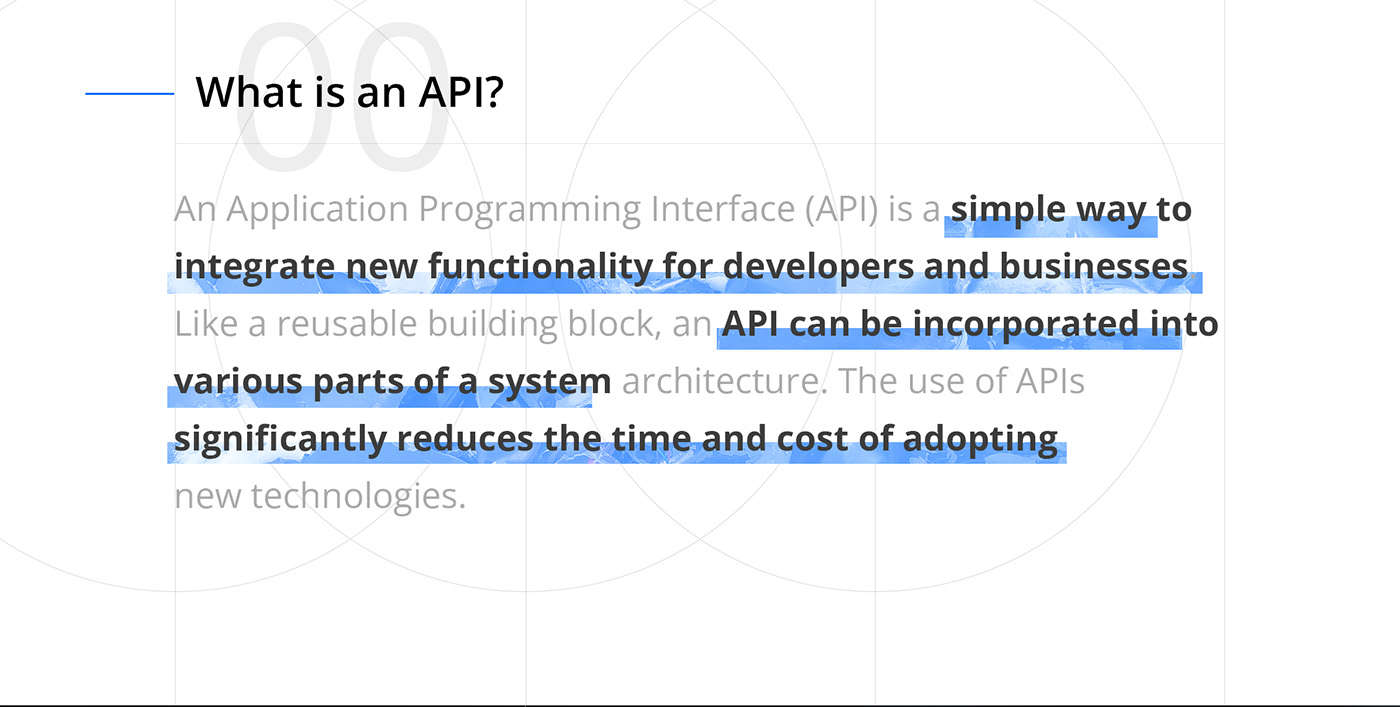 00
What is an API?
An Application Programming Interface (API) is a simple way to
integrate new functionality for developers and businesses
Like a reusable building block, an API can be incorporated into
various parts of a system architecture. The use of APIs
significantly reduces the time and cost of adopting
new technologies.